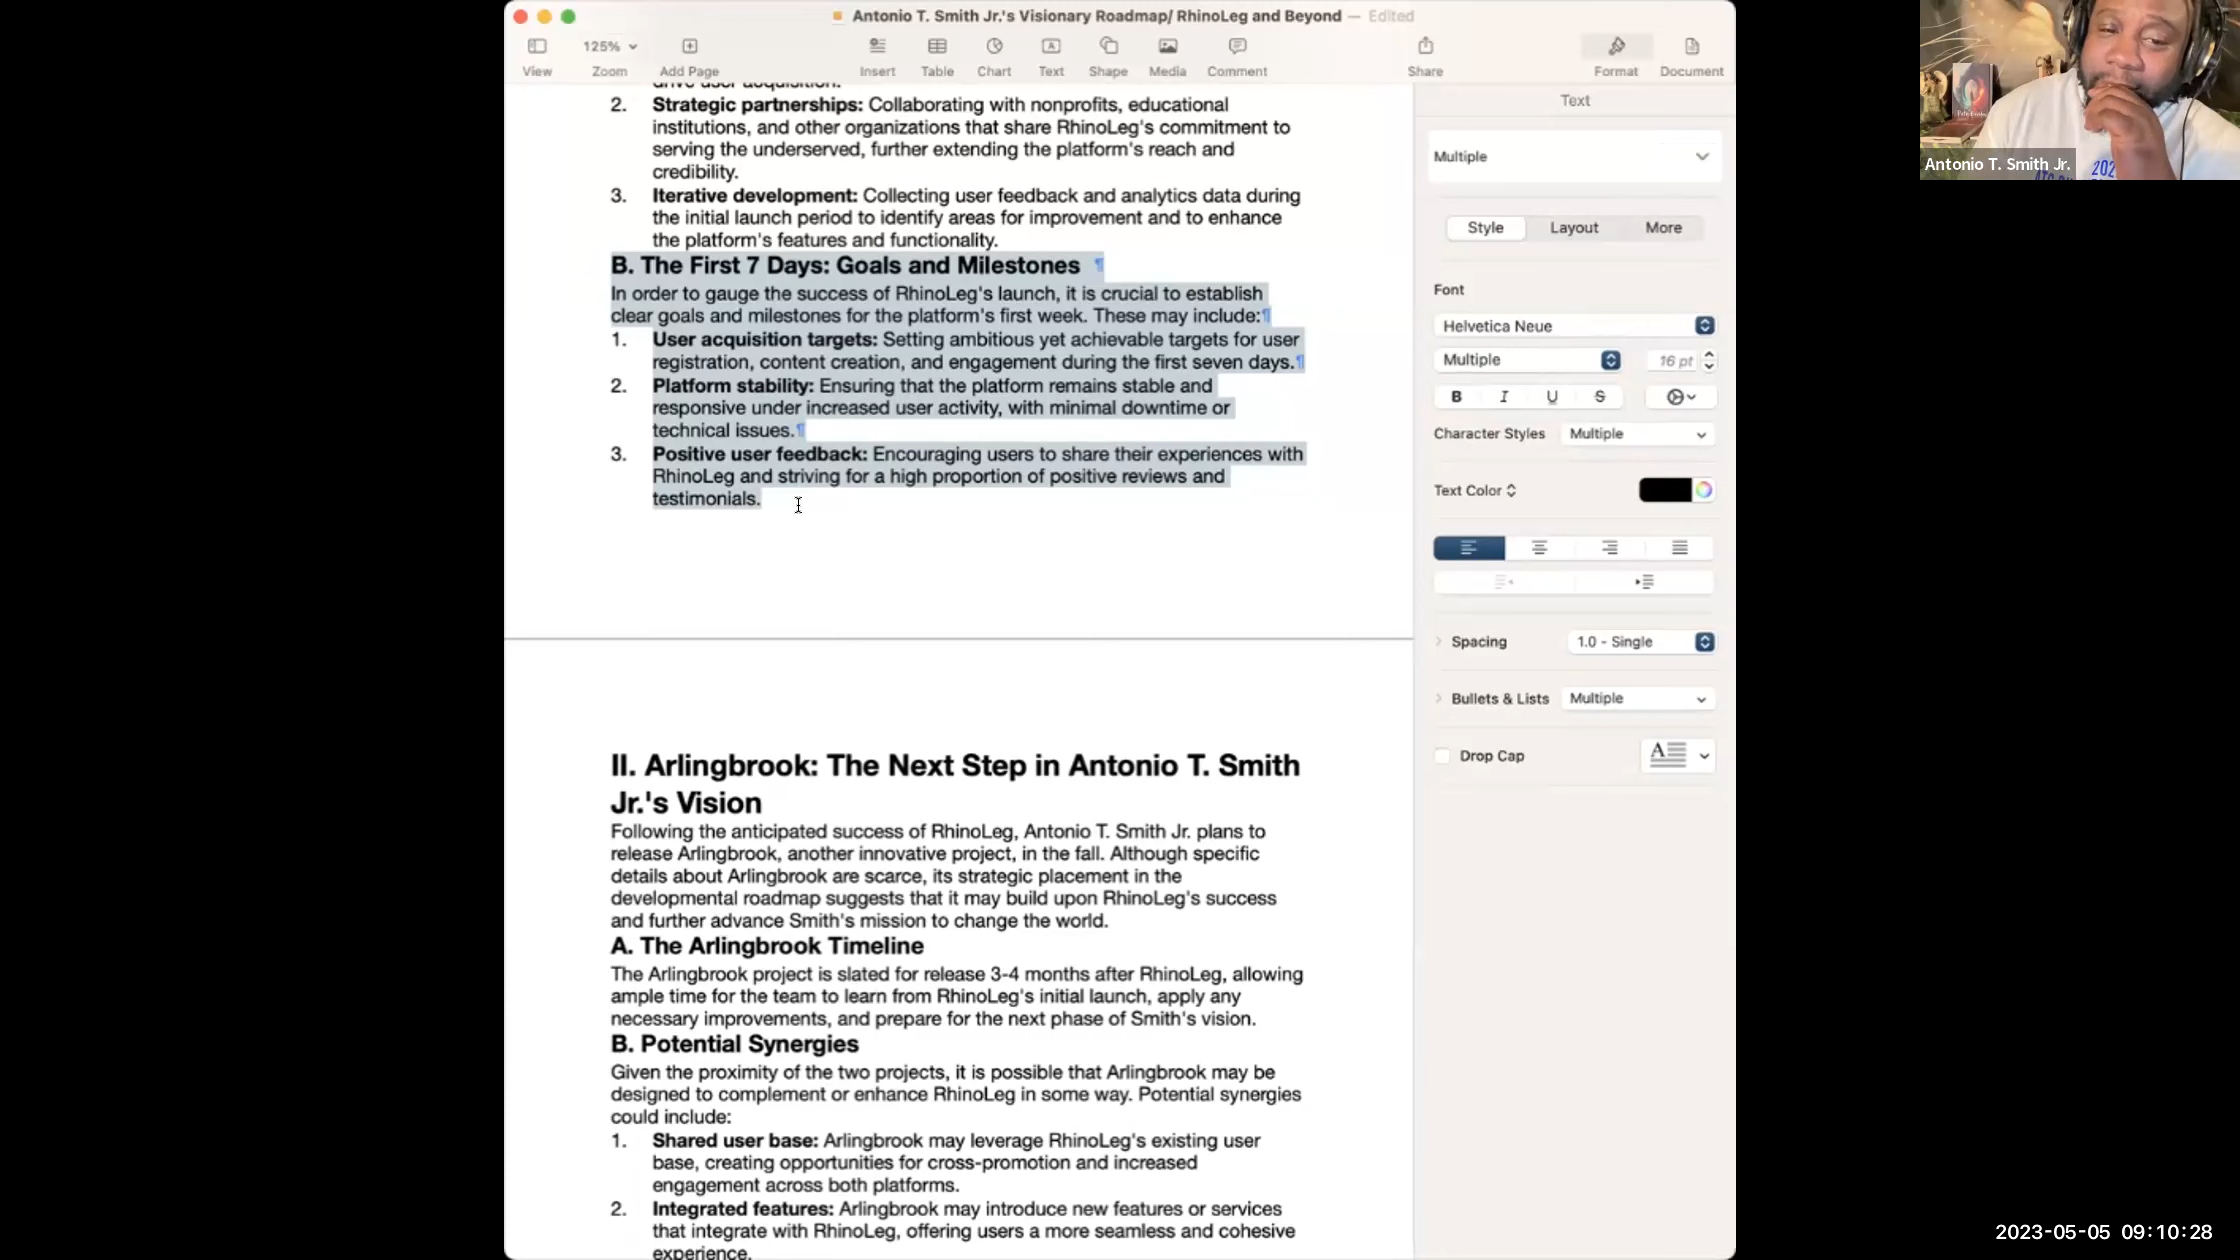 Antonio T. Smith Jr.'s Visionary Roadmap/ RhinoLeg and Beyond — Edited
125%
View
Zoom
Add Page
Insert
Table
Chart
Text
Shape
Media
Comment
Share
Format
Document
drive user acquisition.
2. Strategic partnerships: Collaborating with nonprofits, educational
institutions, and other organizations that share RhinoLeg's commitment to
serving the underserved, further extending the platform's reach and
credibility.
3. Iterative development: Collecting user feedback and analytics data during
the initial launch period to identify areas for improvement and to enhance
the platform's features and functionality.
B. The First 7 Days: Goals and Milestones ¶
In order to gauge the success of RhinoLeg's launch, it is crucial to establish
clear goals and milestones for the platform's first week. These may include:¶
1. User acquisition targets: Setting ambitious yet achievable targets for user
registration, content creation, and engagement during the first seven days.¶
2. Platform stability: Ensuring that the platform remains stable and
responsive under increased user activity, with minimal downtime or
technical issues.¶
3. Positive user feedback: Encouraging users to share their experiences with
RhinoLeg and striving for a high proportion of positive reviews and
testimonials.
II. Arlingbrook: The Next Step in Antonio T. Smith
Jr.'s Vision
Following the anticipated success of RhinoLeg, Antonio T. Smith Jr. plans to
release Arlingbrook, another innovative project, in the fall. Although specific
details about Arlingbrook are scarce, its strategic placement in the
developmental roadmap suggests that it may build upon RhinoLeg's success
and further advance Smith's mission to change the world.
A. The Arlingbrook Timeline
The Arlingbrook project is slated for release 3-4 months after RhinoLeg, allowing
ample time for the team to learn from RhinoLeg's initial launch, apply any
necessary improvements, and prepare for the next phase of Smith's vision.
B. Potential Synergies
Given the proximity of the two projects, it is possible that Arlingbrook may be
designed to complement or enhance RhinoLeg in some way. Potential synergies
could include:
1. Shared user base: Arlingbrook may leverage RhinoLeg's existing user
base, creating opportunities for cross-promotion and increased
engagement across both platforms.
2. Integrated features: Arlingbrook may introduce new features or services
that integrate with RhinoLeg, offering users a more seamless and cohesive
experience.
Text
Multiple
Style
Layout
More
Font
Helvetica Neue
Multiple
16 pt
B
I
U
S
Character Styles
Multiple
Text Color
Spacing
1.0 - Single
Bullets & Lists
Multiple
Drop Cap
A
Antonio T. Smith Jr.
202
2023-05-05 09:10:28